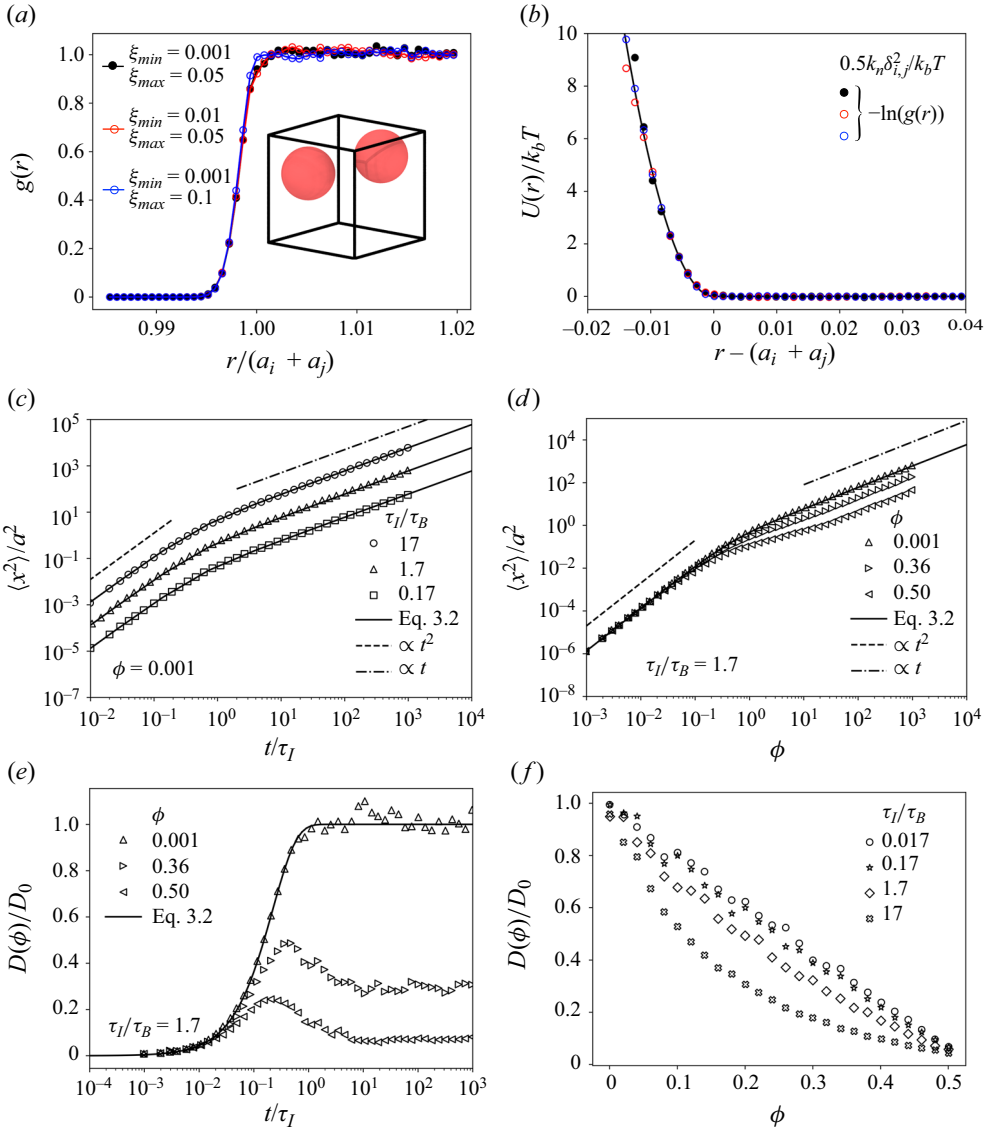 (a)
g(r)
1.0
0.8
0.6
0.4
0.2
0
ξmin = 0.001
ξmax = 0.05
ξmin = 0.01
ξmax = 0.05
ξmin = 0.001
ξmax = 0.1
0.99 1.00 1.01 1.02
r/(ai + aj)
(b)
U(r)/kbT
10
8
6
4
2
0
0.5knδ²i,j/kbT
−ln(g(r))
−0.02 −0.01 0 0.01 0.02 0.03 0.04
r – (ai + aj)
(c)
⟨x²⟩/a²
10⁵
10³
10¹
10⁻¹
10⁻³
10⁻⁵
10⁻⁷
τI/τB
17
1.7
0.17
Eq. 3.2
∝ t²
∝ t
ϕ = 0.001
10⁻² 10⁻¹ 10⁰ 10¹ 10² 10³ 10⁴
t/τI
(d)
⟨x²⟩/a²
10⁴
10²
10⁰
10⁻²
10⁻⁴
10⁻⁶
10⁻⁸
ϕ
0.001
0.36
0.50
Eq. 3.2
∝ t²
∝ t
τI/τB = 1.7
10⁻³ 10⁻² 10⁻¹ 10⁰ 10¹ 10² 10³ 10⁴
ϕ
(e)
D(ϕ)/D0
1.0
0.8
0.6
0.4
0.2
0
ϕ
0.001
0.36
0.50
Eq. 3.2
τI/τB = 1.7
10⁻⁴ 10⁻³ 10⁻² 10⁻¹ 10⁰ 10¹ 10² 10³
t/τI
(f)
D(ϕ)/D0
1.0
0.8
0.6
0.4
0.2
0
τI/τB
0.017
0.17
1.7
17
0 0.1 0.2 0.3 0.4 0.5
ϕ